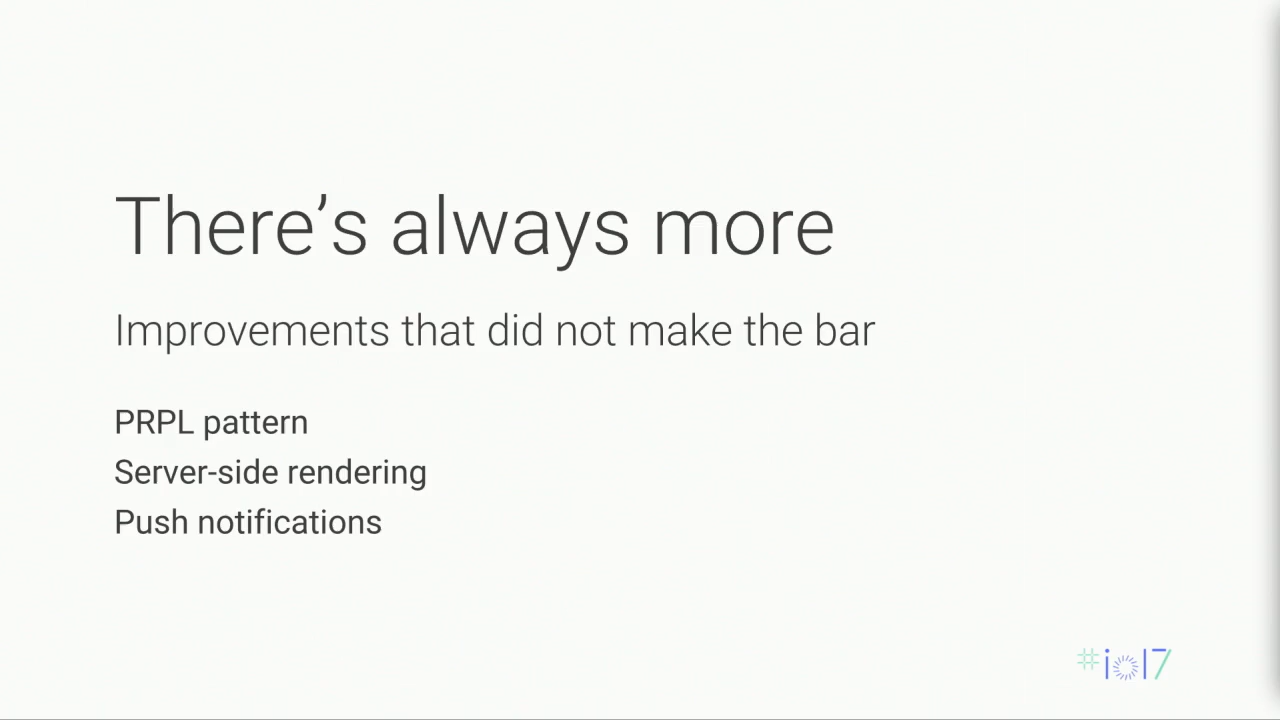 There’s always more
Improvements that did not make the bar
PRPL pattern
Server-side rendering
Push notifications
#io17